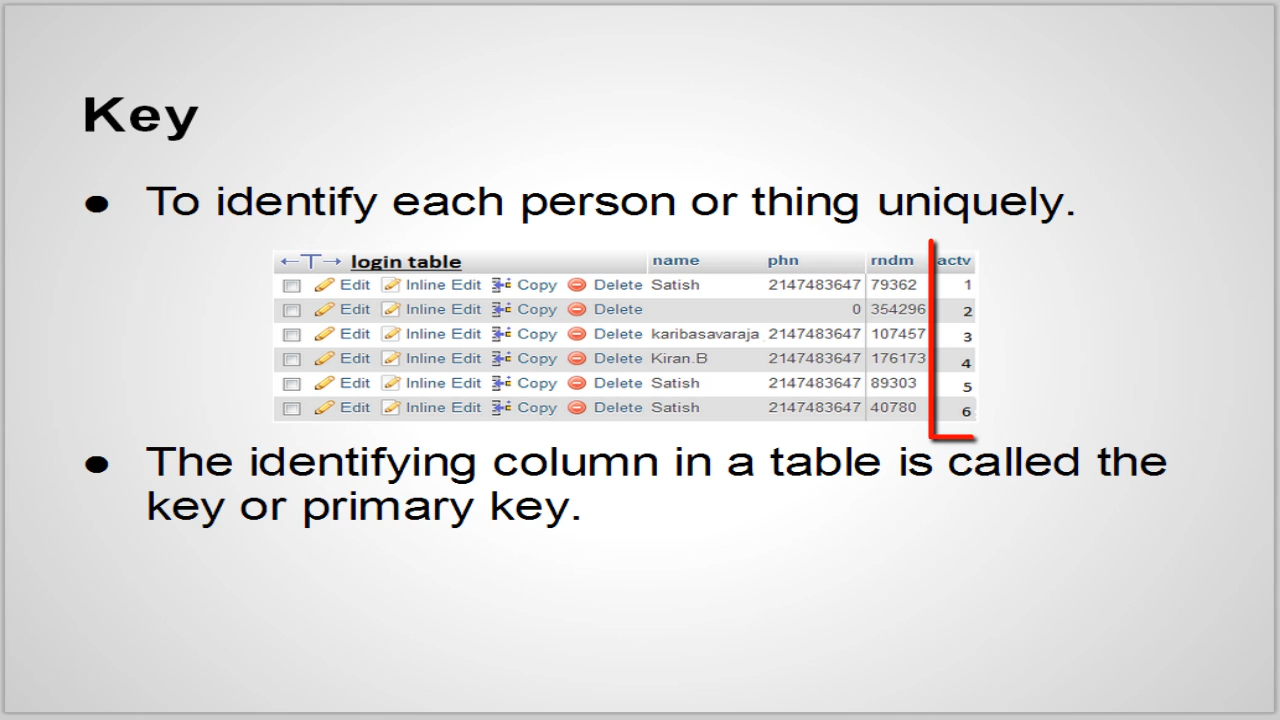 Key
● To identify each person or thing uniquely.
←T→ login table name phn rndm actv
Edit Inline Edit Copy Delete Satish 2147483647 79362 1
Edit Inline Edit Copy Delete 0 354296 2
Edit Inline Edit Copy Delete karibasavaraja 2147483647 107457 3
Edit Inline Edit Copy Delete Kiran.B 2147483647 176173 4
Edit Inline Edit Copy Delete Satish 2147483647 89303 5
Edit Inline Edit Copy Delete Satish 2147483647 40780 6
● The identifying column in a table is called the
key or primary key.